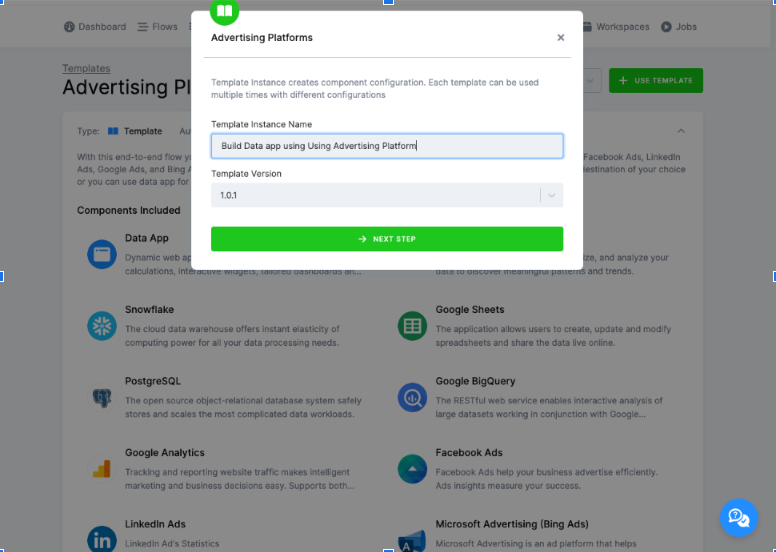 Dashboard
Flows
Workspaces
Jobs
Templates
Advertising Pl
USE TEMPLATE
Advertising Platforms
Template Instance creates component configuration. Each template can be used
multiple times with different configurations
Template Instance Name
Build Data app using Using Advertising Platform
Template Version
1.0.1
NEXT STEP
Type: Template Au
With this end-to-end flow y
Facebook Ads, LinkedIn
Ads, Google Ads, and Bing A
destination of your choice
or you can use data app for
Components Included
Data App
Dynamic web ap
calculations, interactive widgets, tailored dashboards an...
ze, and analyze your
data to discover meaningful patterns and trends.
Snowflake
The cloud data warehouse offers instant elasticity of
computing power for all your data processing needs.
Google Sheets
The application allows users to create, update and modify
spreadsheets and share the data live online.
PostgreSQL
The open source object-relational database system safely
stores and scales the most complicated data workloads.
Google BigQuery
The RESTful web service enables interactive analysis of
large datasets working in conjunction with Google...
Google Analytics
Tracking and reporting website traffic makes intelligent
marketing and business decisions easy. Supports both...
Facebook Ads
Facebook Ads help your business advertise efficiently.
Ads insights measure your success.
LinkedIn Ads
LinkedIn Ad's Statistics
Microsoft Advertising (Bing Ads)
Microsoft Advertising is an ad platform that helps